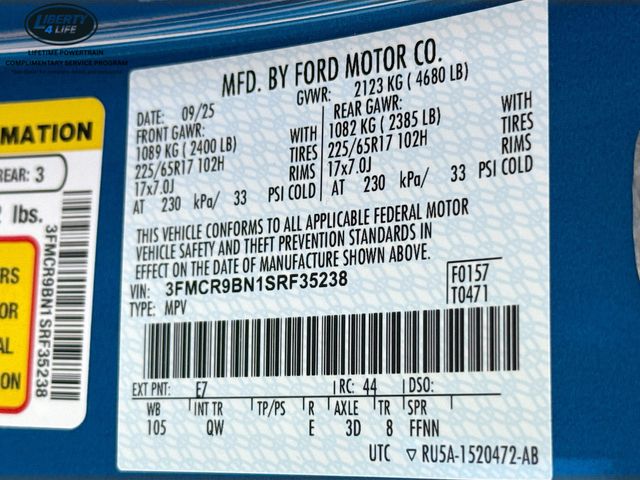 LIBERTY
4 LIFE
LIFETIME POWERTRAIN
COMPLIMENTARY SERVICE PROGRAM
MATION
REAR: 3
lbs.
3FMCR9BN1SRF35238
ERS
OR
AL
ION
MFD. BY FORD MOTOR CO.
DATE: 09/25 GVWR: 2123 KG ( 4680 LB)
FRONT GAWR: WITH REAR GAWR: WITH
1089 KG ( 2400 LB) TIRES 1082 KG ( 2385 LB) TIRES
225/65R17 102H RIMS 225/65R17 102H RIMS
17x7.0J 17x7.0J
AT 230 kPa/ 33 PSI COLD AT 230 kPa/ 33 PSI COLD
THIS VEHICLE CONFORMS TO ALL APPLICABLE FEDERAL MOTOR
VEHICLE SAFETY AND THEFT PREVENTION STANDARDS IN
EFFECT ON THE DATE OF MANUFACTURE SHOWN ABOVE.
VIN: 3FMCR9BN1SRF35238 F0157
TYPE: MPV T0471
EXT PNT: E7 RC: 44 DSO:
WB INT TR TP/PS R AXLE TR SPR
105 QW E 3D 8 FFNN
UTC ▽ RU5A-1520472-AB